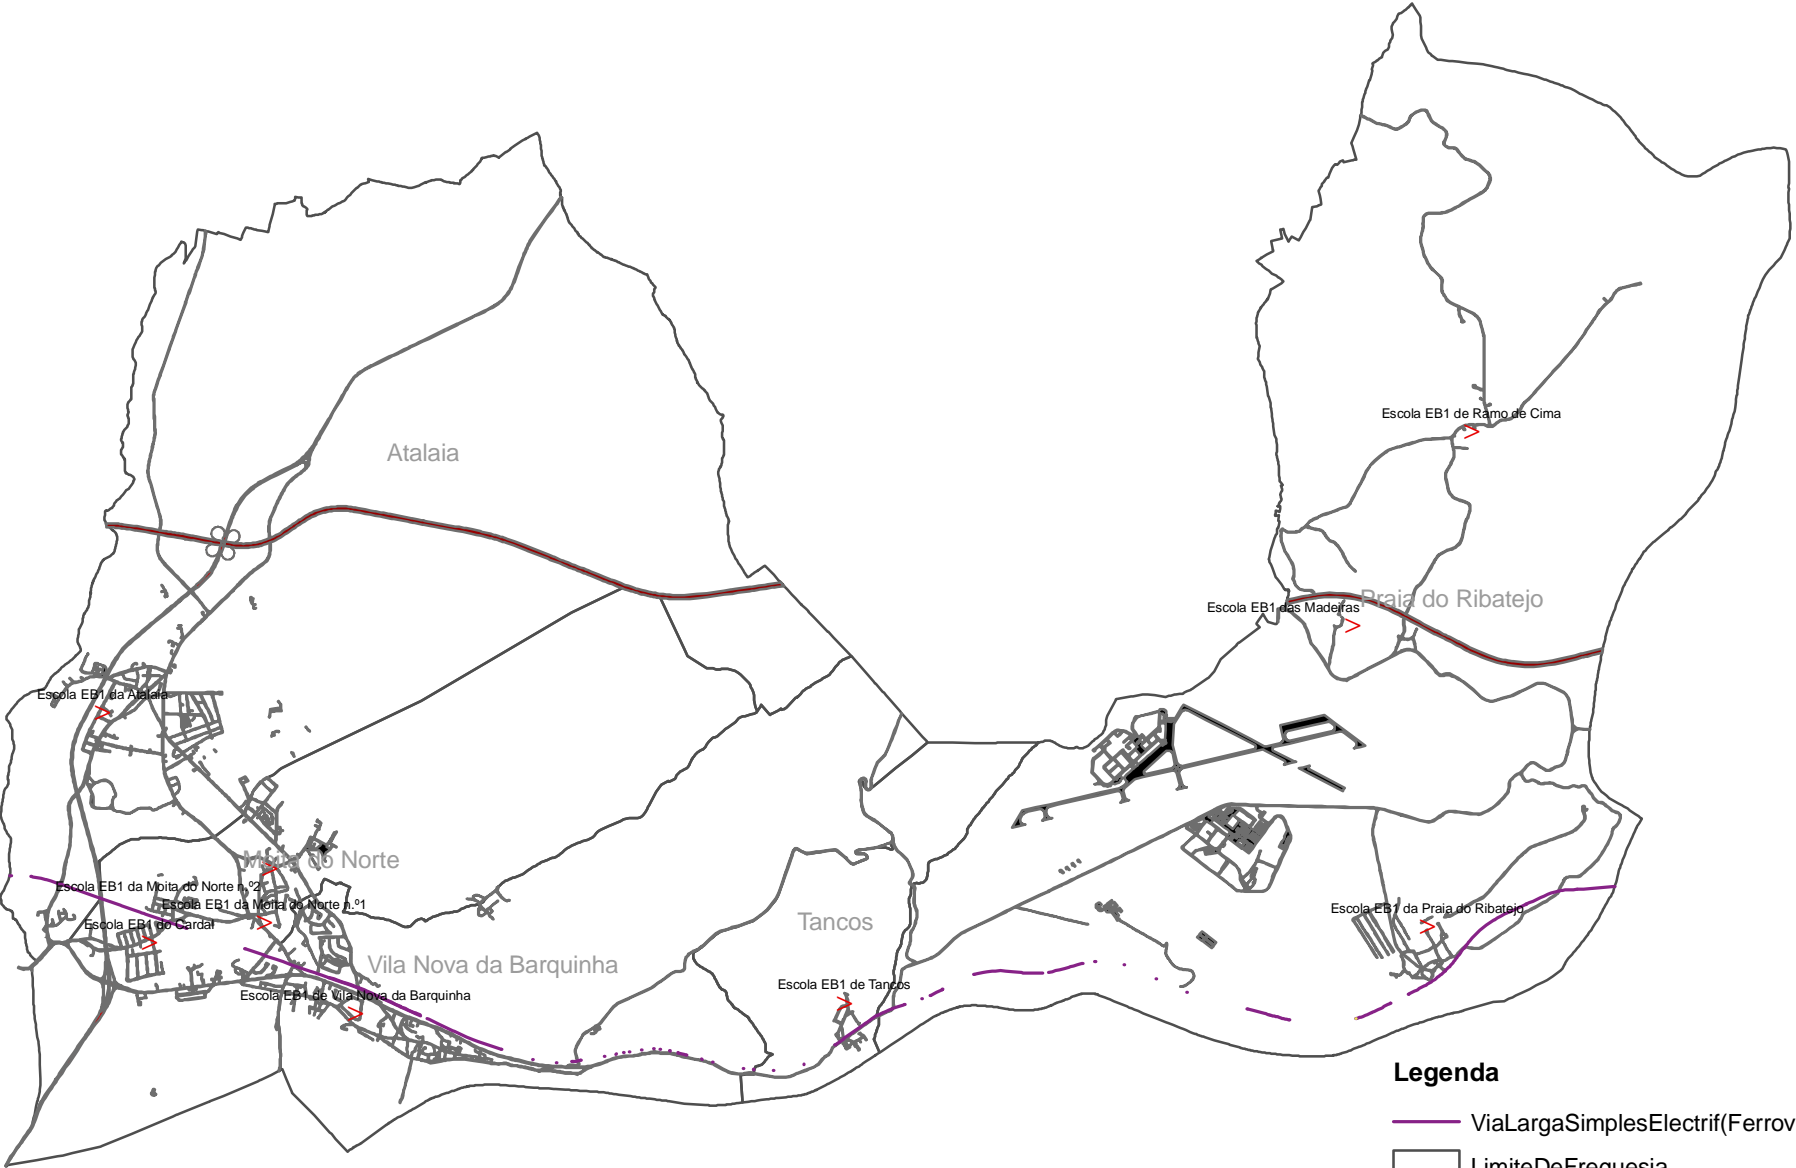 Escola EB1 de Ramo de Cima
Atalaia
Praia do Ribatejo
Escola EB1 das Madeiras
Escola EB1 da Atalaia
Moita do Norte
Escola EB1 da Moita do Norte n.º2
Escola EB1 da Moita do Norte n.º1
Escola EB1 do Cardal
Escola EB1 da Praia do Ribatejo
Tancos
Vila Nova da Barquinha
Escola EB1 de Tancos
Escola EB1 de Vila Nova da Barquinha
Legenda
ViaLargaSimplesElectrif(Ferrov
LimiteDeFreguesia